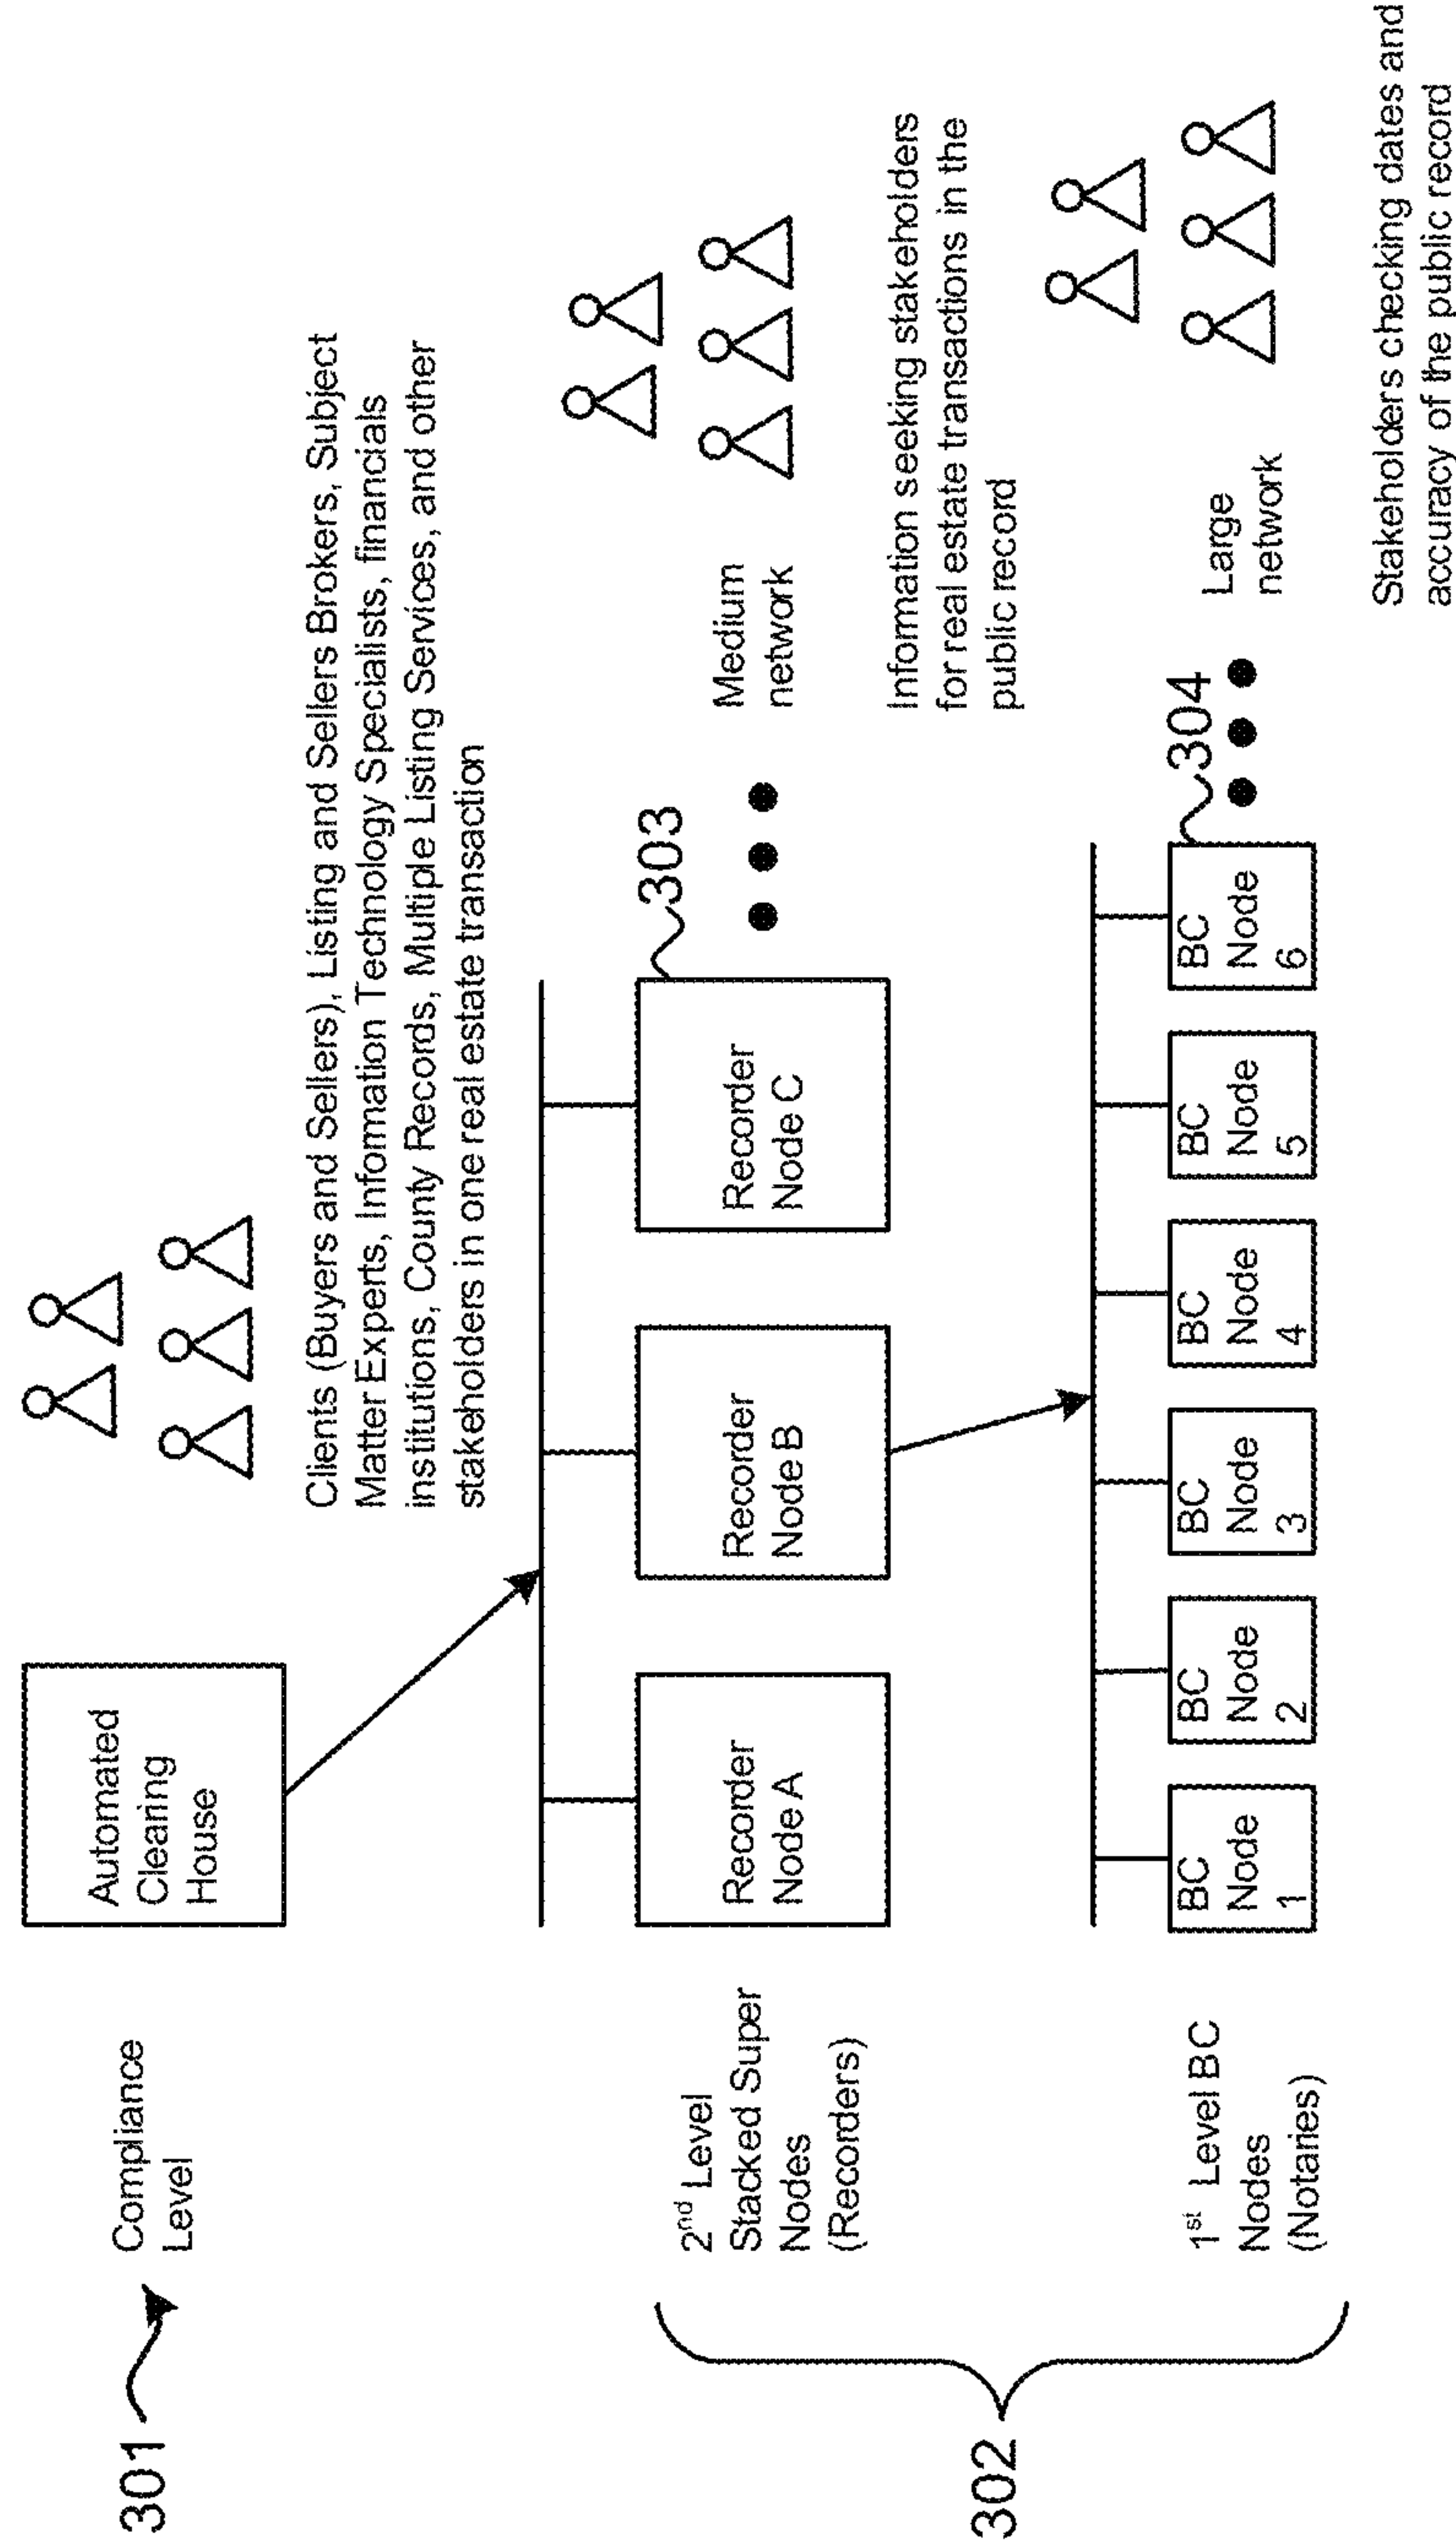 301
Compliance
Level
Automated
Clearing
House
Clients (Buyers and Sellers), Listing and Sellers Brokers, Subject
Matter Experts, Information Technology Specialists, financials
institutions, County Records, Multiple Listing Services, and other
stakeholders in one real estate transaction
302
2nd Level
Stacked Super
Nodes
(Recorders)
Recorder
Node A
Recorder
Node B
Recorder
Node C
303
Medium
network
Information seeking stakeholders
for real estate transactions in the
public record
1st Level BC
Nodes
(Notaries)
BC
Node
1
BC
Node
2
BC
Node
3
BC
Node
4
BC
Node
5
BC
Node
6
304
Large
network
Stakeholders checking dates and
accuracy of the public record